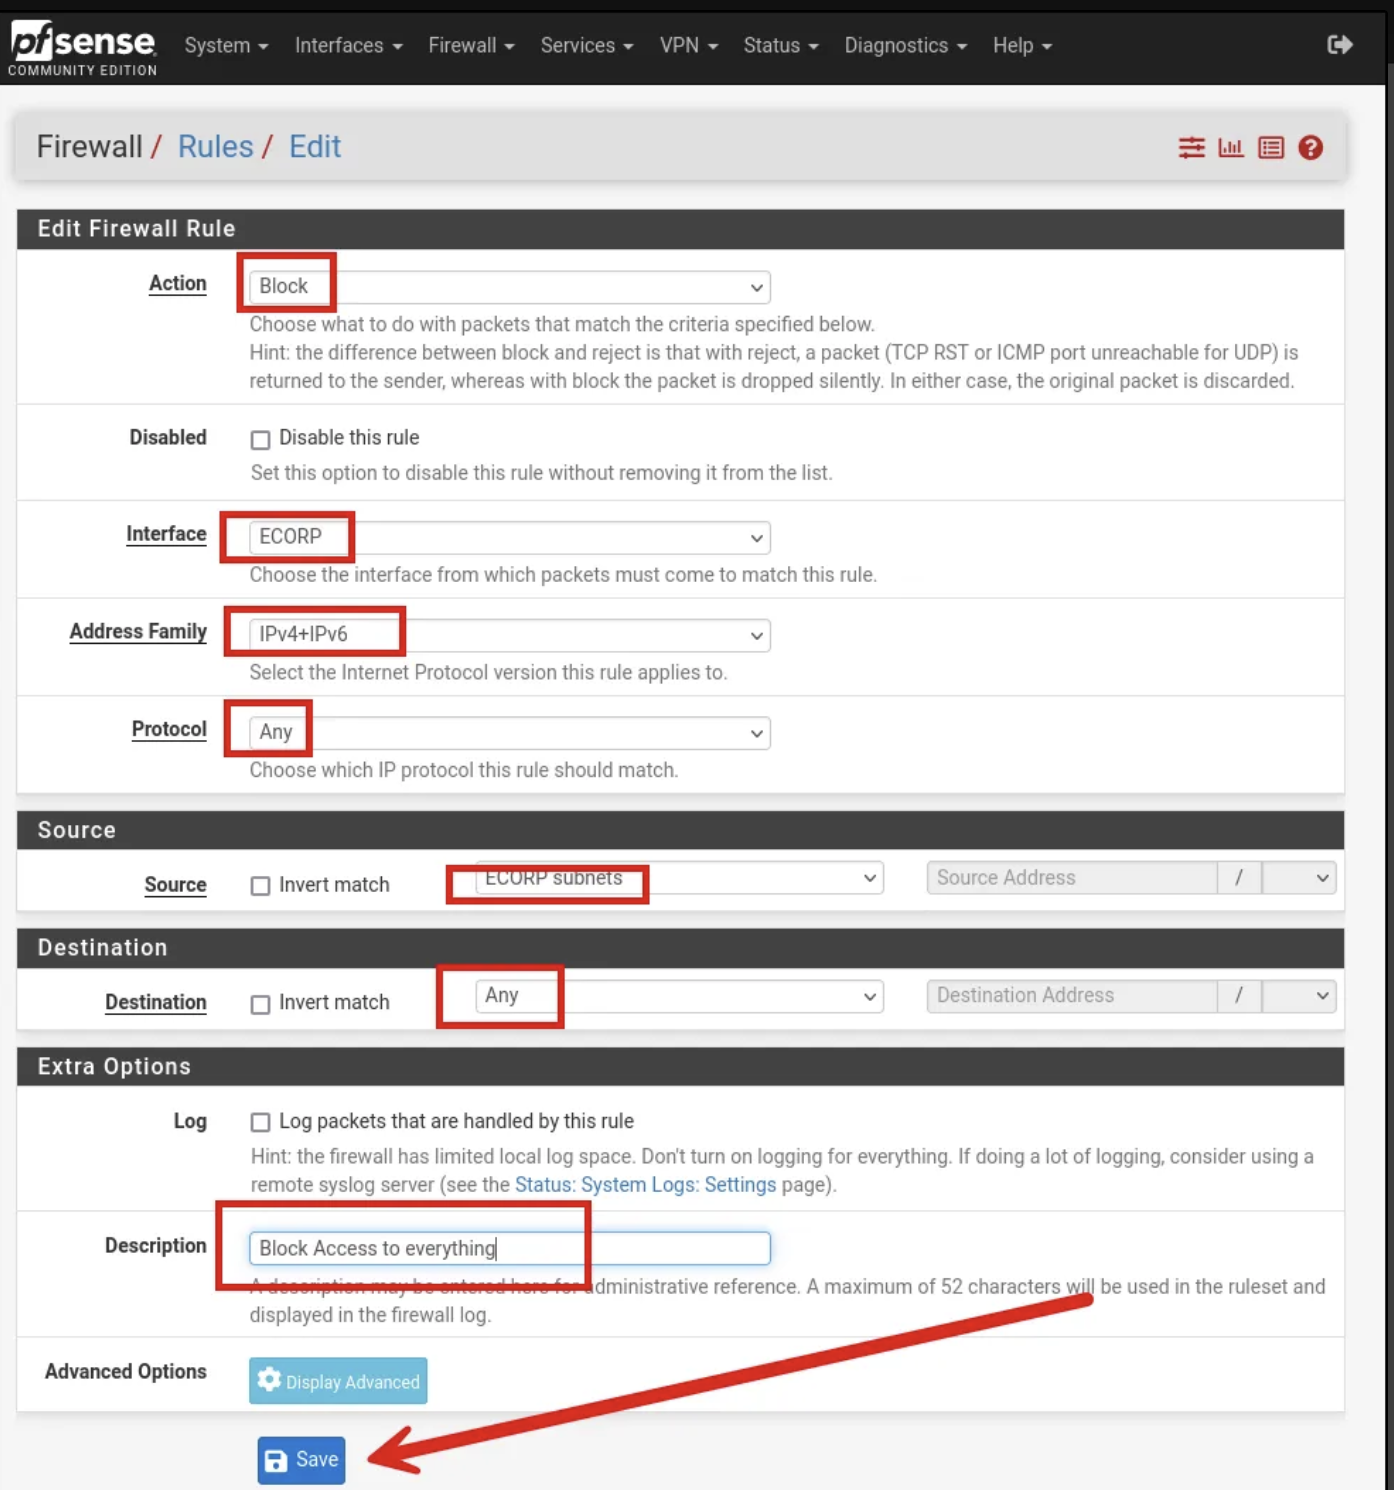 pfsense
COMMUNITY EDITION
System Interfaces Firewall Services VPN Status Diagnostics Help
Firewall / Rules / Edit
Edit Firewall Rule
Action
Block
Choose what to do with packets that match the criteria specified below.
Hint: the difference between block and reject is that with reject, a packet (TCP RST or ICMP port unreachable for UDP) is
returned to the sender, whereas with block the packet is dropped silently. In either case, the original packet is discarded.
Disabled
Disable this rule
Set this option to disable this rule without removing it from the list.
Interface
ECORP
Choose the interface from which packets must come to match this rule.
Address Family
IPv4+IPv6
Select the Internet Protocol version this rule applies to.
Protocol
Any
Choose which IP protocol this rule should match.
Source
Source
Invert match
ECORP subnets
Source Address
/
Destination
Destination
Invert match
Any
Destination Address
/
Extra Options
Log
Log packets that are handled by this rule
Hint: the firewall has limited local log space. Don't turn on logging for everything. If doing a lot of logging, consider using a
remote syslog server (see the Status: System Logs: Settings page).
Description
Block Access to everything
A description may be entered here for administrative reference. A maximum of 52 characters will be used in the ruleset and
displayed in the firewall log.
Advanced Options
Display Advanced
Save